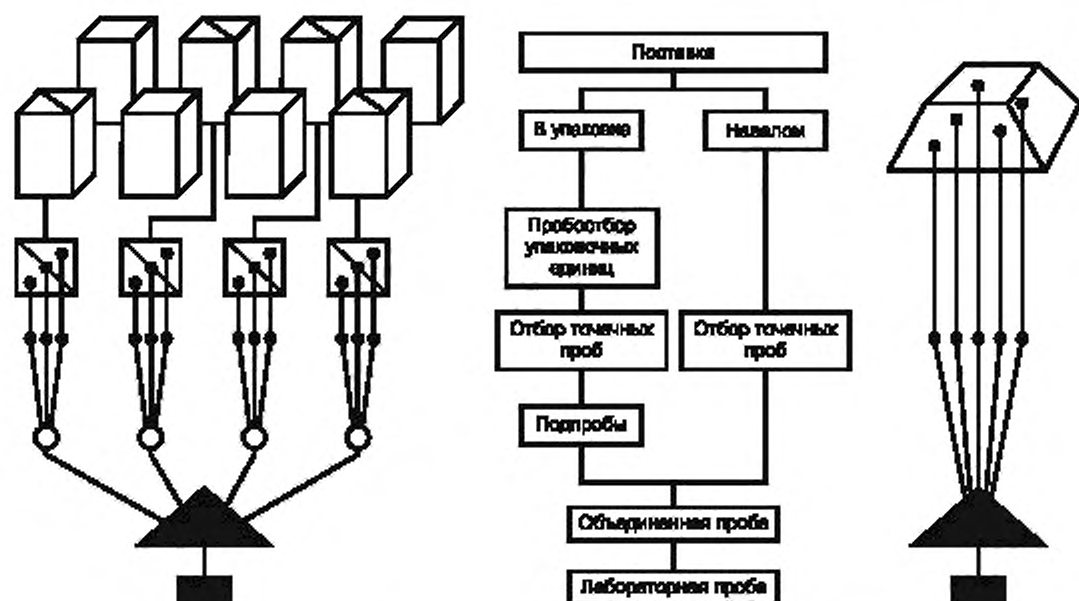 Поставка
В упаковке
Навалом
Пробоотбор
упаковочных
единиц
Отбор точечных
проб
Отбор точечных
проб
Подпробы
Объединенная проба
Лабораторная проба